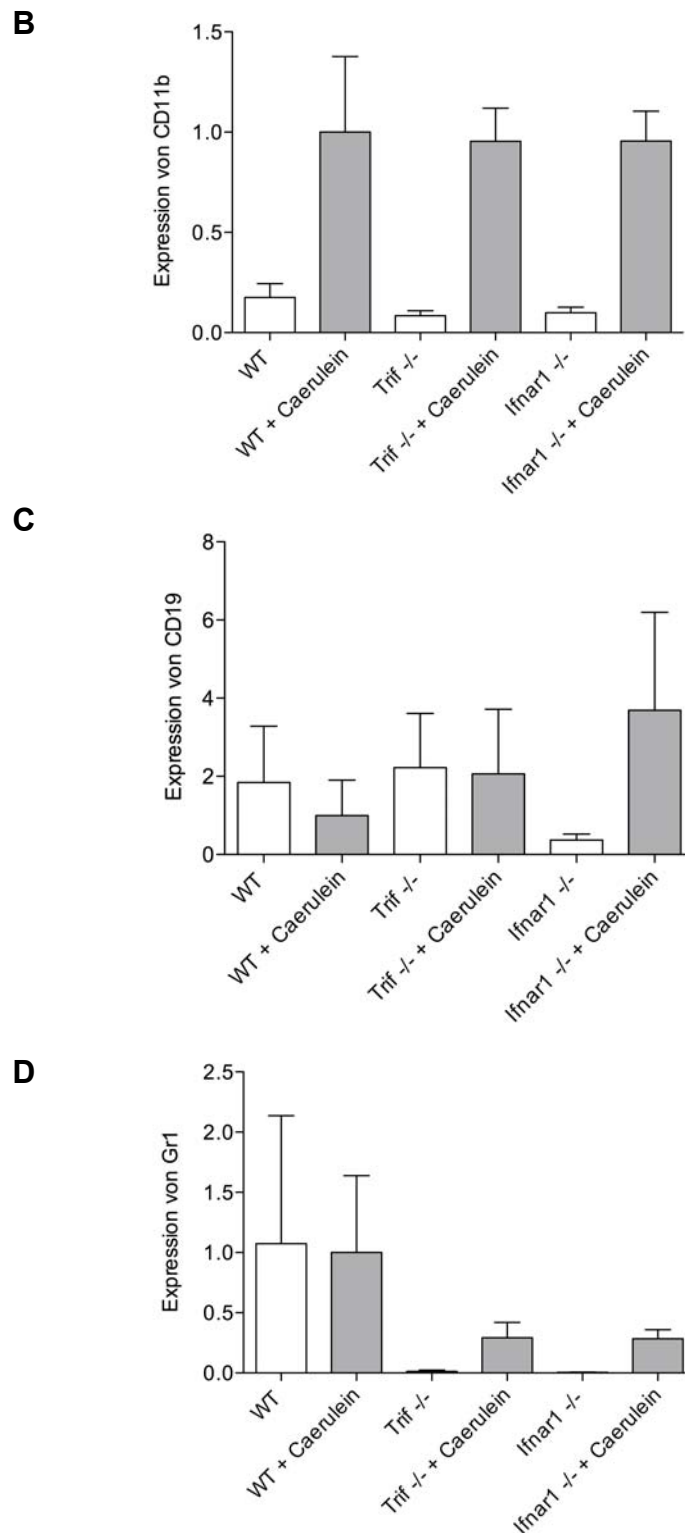 B
Expression von CD11b
1.5
1.0
0.5
0.0
WT
WT + Caerulein
Trif -/-
Trif -/- + Caerulein
Ifnar1 -/-
Ifnar1 -/- + Caerulein
C
Expression von CD19
8
6
4
2
0
WT
WT + Caerulein
Trif -/-
Trif -/- + Caerulein
Ifnar1 -/-
Ifnar1 -/- + Caerulein
D
Expression von Gr1
2.5
2.0
1.5
1.0
0.5
0.0
WT
WT + Caerulein
Trif -/-
Trif -/- + Caerulein
Ifnar1 -/-
Ifnar1 -/- + Caerulein